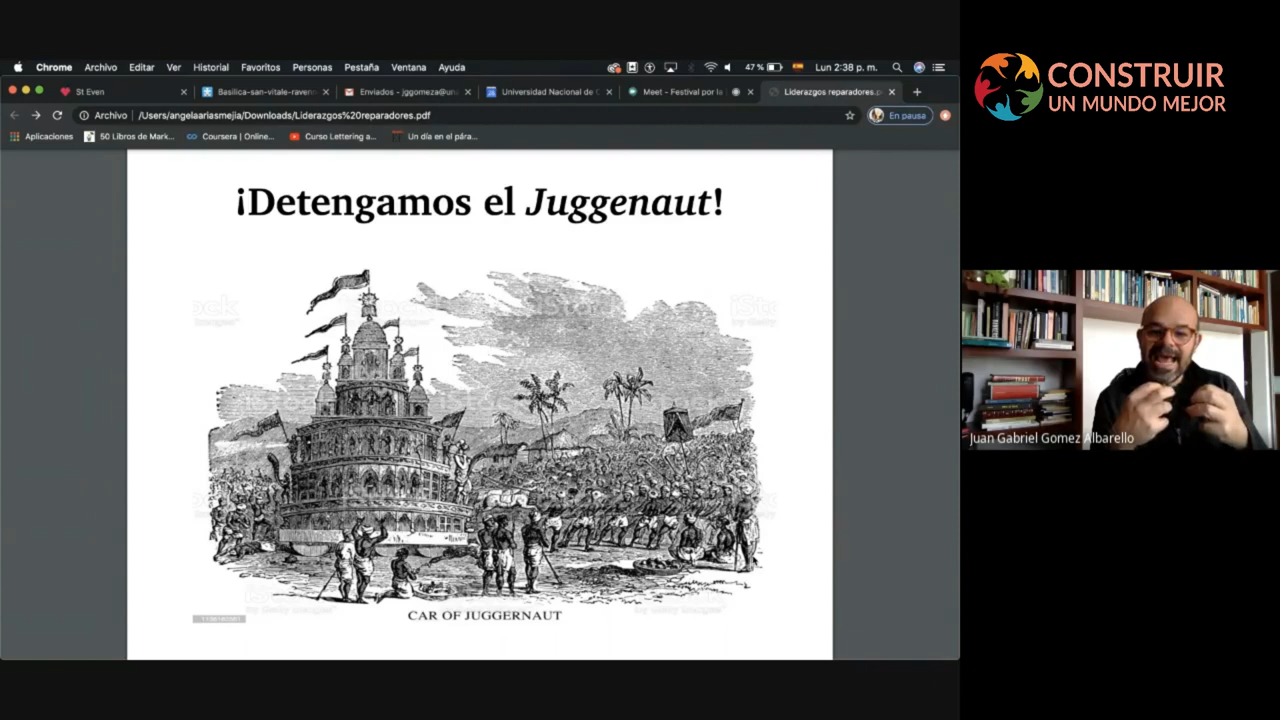 Chrome Archivo Editar Ver Historial Favoritos Personas Pestaña Ventana Ayuda 47 % Lun 2:38 p. m.
St Even Basilica-san-vitale-raven Enviados - jggomeza@un Universidad Nacional de C Meet - Festival por la Liderazgos reparadores.p
Archivo /Users/angelaariasmejia/Downloads/Liderazgos%20reparadores.pdf En pausa
Aplicaciones 50 Libros de Mark... Coursera | Online... Curso Lettering a... Un día en el pára...
¡Detengamos el Juggenaut!
CAR OF JUGGERNAUT
CONSTRUIR
UN MUNDO MEJOR
Juan Gabriel Gomez Albarello